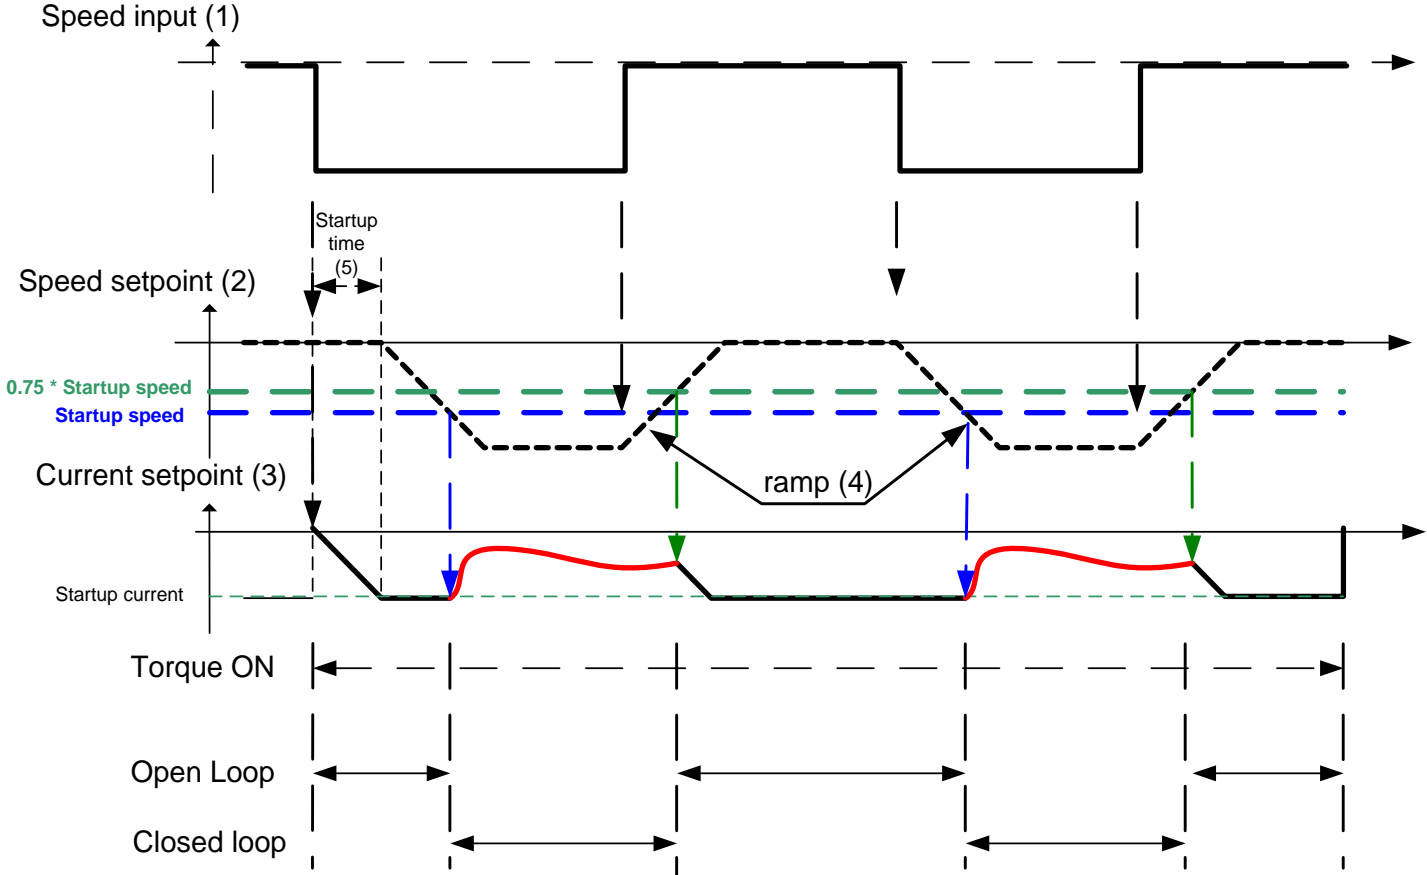 Speed input (1)
Startup
time
(5)
Speed setpoint (2)
0.75 * Startup speed
Startup speed
Current setpoint (3)
ramp (4)
Startup current
Torque ON
Open Loop
Closed loop